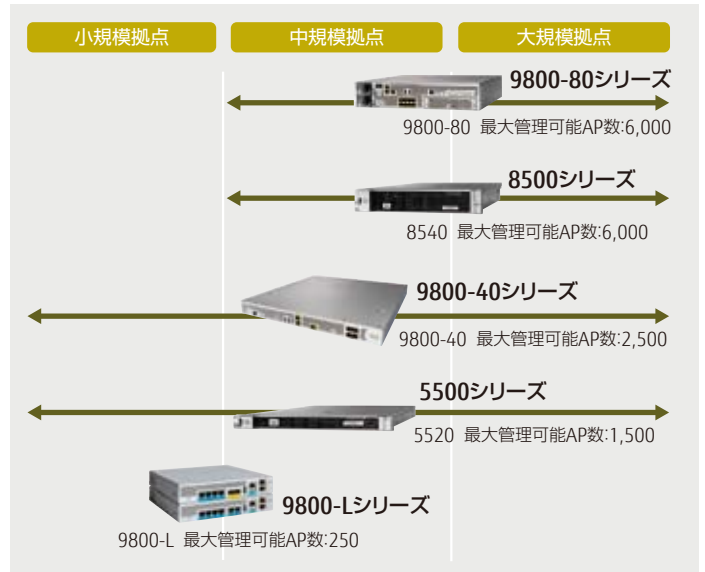 小規模拠点
中規模拠点
大規模拠点
9800-80シリーズ
9800-80 最大管理可能AP数:6,000
8500シリーズ
8540 最大管理可能AP数:6,000
9800-40シリーズ
9800-40 最大管理可能AP数:2,500
5500シリーズ
5520 最大管理可能AP数:1,500
9800-Lシリーズ
9800-L 最大管理可能AP数:250